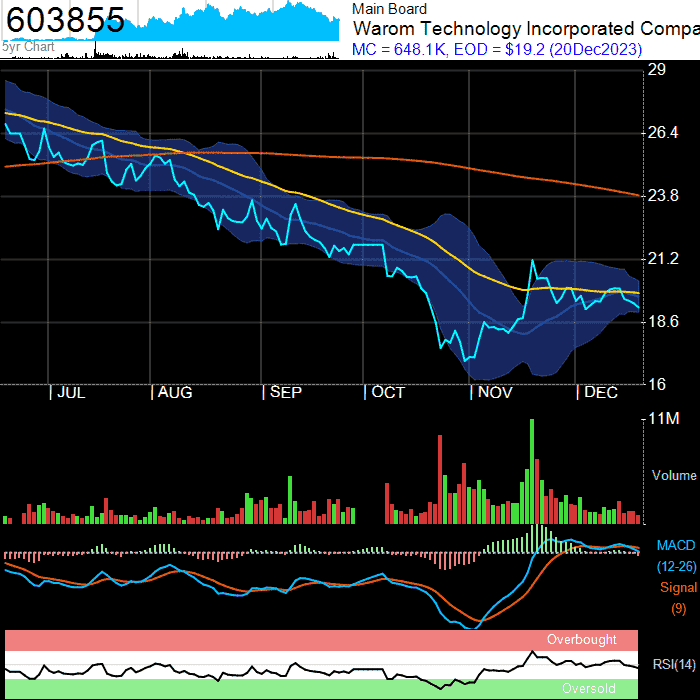 603855
5yr Chart
Main Board
Warom Technology Incorporated Compa
MC = 648.1K, EOD = $19.2 (20Dec2023)
29
26.4
23.8
21.2
18.6
16
JUL
AUG
SEP
OCT
NOV
DEC
11M
Volume
MACD
(12-26)
Signal
(9)
Overbought
RSI(14)
Oversold